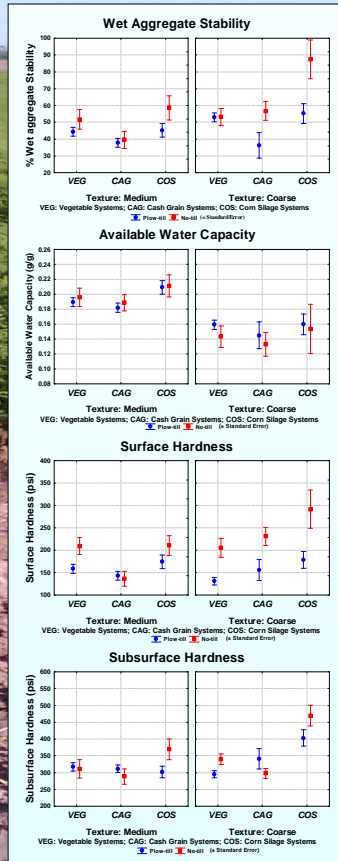 Wet Aggregate Stability
% Wet aggregate Stability
100
90
80
70
60
50
40
30
20
VEG CAG COS VEG CAG COS
Texture: Medium Texture: Coarse
VEG: Vegetable Systems; CAG: Cash Grain Systems; COS: Corn Silage Systems
Plow-till No-till (± StandardError)
Available Water Capacity
Available Water Capacity (g/g)
0.26
0.24
0.22
0.20
0.18
0.16
0.14
0.12
0.10
0.08
VEG CAG COS VEG CAG COS
Texture: Medium Texture: Coarse
VEG: Vegetable Systems; CAG: Cash Grain Systems; COS: Corn Silage Systems
Plow-till No-till (± Standard Error)
Surface Hardness
Surface Hardness (psi)
400
350
300
250
200
150
100
VEG CAG COS VEG CAG COS
Texture: Medium Texture: Coarse
VEG: Vegetable Systems; CAG: Cash Grain Systems; COS: Corn Silage Systems
Plow-till No-till (± Standard Error)
Subsurface Hardness
Subsurface Hardness (psi)
600
550
500
450
400
350
300
250
200
VEG CAG COS VEG CAG COS
Texture: Medium Texture: Coarse
VEG: Vegetable Systems; CAG: Cash Grain Systems; COS: Corn Silage Systems
Plow-till No-till (± Standard Error)